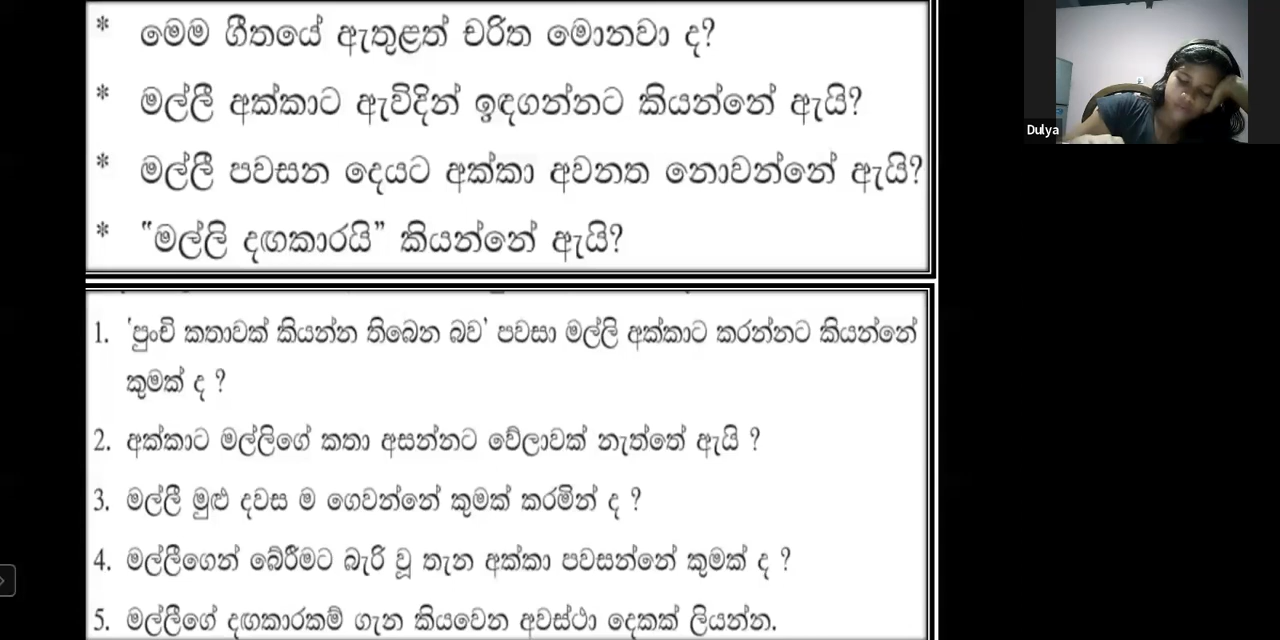 * මෙම ගීතයේ ඇතුළත් චරිත මොනවා ද?
* මල්ලී අක්කාට ඇවිදින් ඉඳගන්නට කියන්නේ ඇයි?
* මල්ලී පවසන දෙයට අක්කා අවනත නොවන්නේ ඇයි?
* “මල්ලි දඟකාරයි” කියන්නේ ඇයි?
1. ‛පුංචි කතාවක් කියන්න තිබෙන බව’ පවසා මල්ලි අක්කාට කරන්නට කියන්නේ
කුමක් ද ?
2. අක්කාට මල්ලිගේ කතා අසන්නට වේලාවක් නැත්තේ ඇයි ?
3. මල්ලී මුළු දවස ම ගෙවන්නේ කුමක් කරමින් ද ?
4. මල්ලීගෙන් බේරීමට බැරි වූ තැන අක්කා පවසන්නේ කුමක් ද ?
5. මල්ලීගේ දඟකාරකම් ගැන කියවෙන අවස්ථා දෙකක් ලියන්න.
Dulya